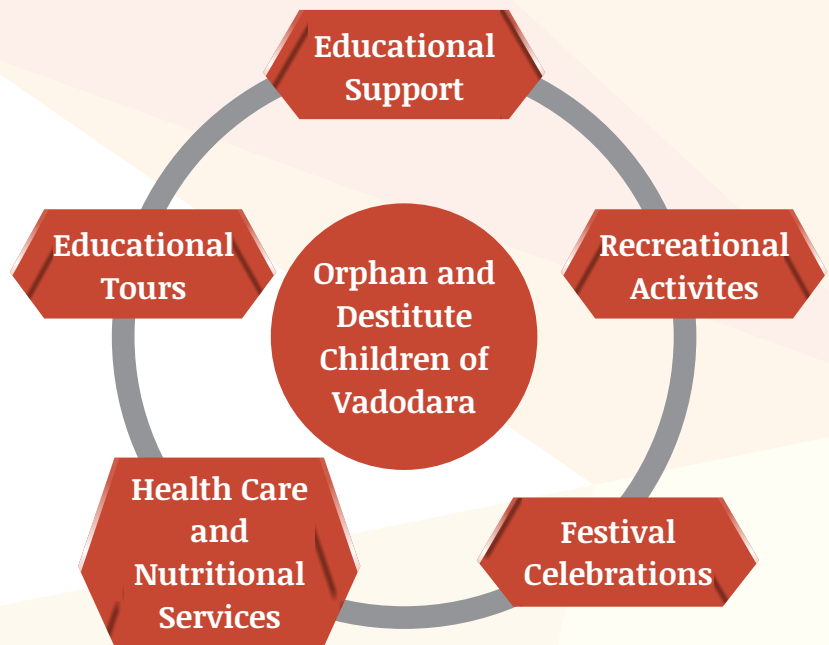 Educational
Support
Educational
Tours
Orphan and
Destitute
Children of
Vadodara
Recreational
Activites
Health Care
and
Nutritional
Services
Festival
Celebrations